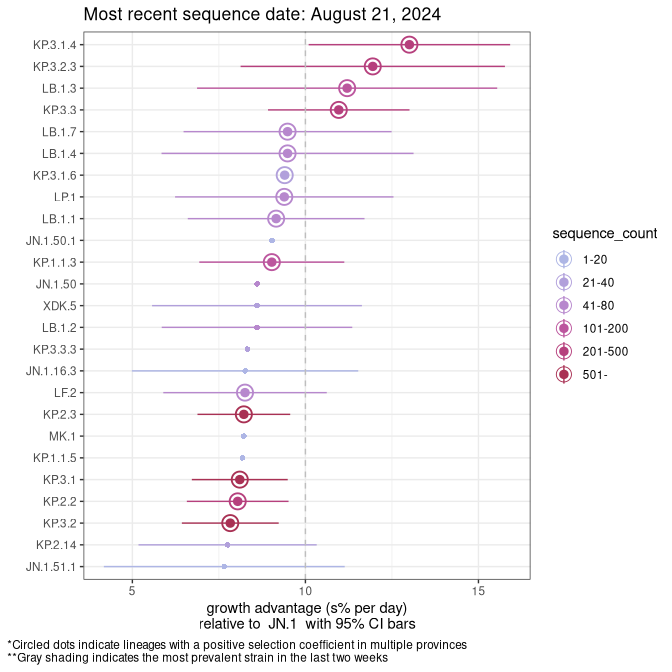 Most recent sequence date: August 21, 2024
KP.3.1.4
KP.3.2.3
LB.1.3
KP.3.3
LB.1.7
LB.1.4
KP.3.1.6
LP.1
LB.1.1
JN.1.50.1
KP.1.1.3
JN.1.50
XDK.5
LB.1.2
KP.3.3.3
JN.1.16.3
LF.2
KP.2.3
MK.1
KP.1.1.5
KP.3.1
KP.2.2
KP.3.2
KP.2.14
JN.1.51.1
5 10 15
growth advantage (s% per day)
relative to JN.1 with 95% CI bars
sequence_count
1-20
21-40
41-80
101-200
201-500
501-
*Circled dots indicate lineages with a positive selection coefficient in multiple provinces
**Gray shading indicates the most prevalent strain in the last two weeks